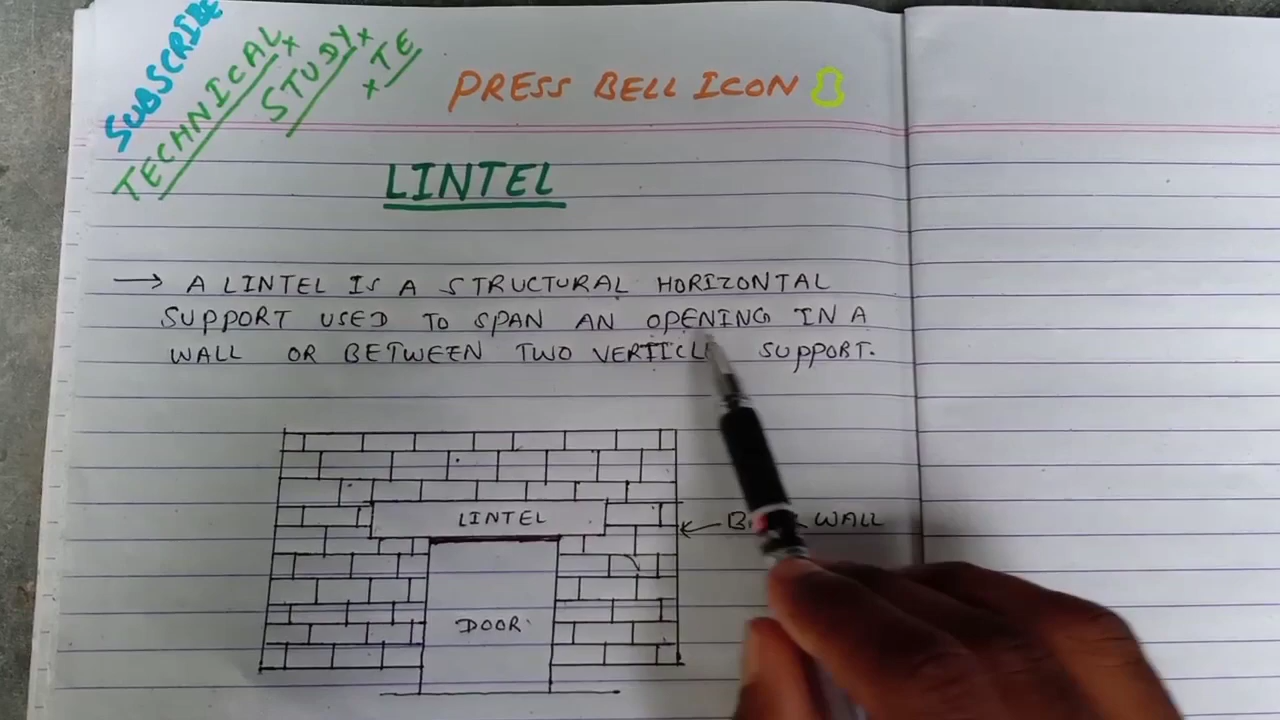 SUBSCRIBE
TECHNICAL
STUDY
TE
PRESS BELL ICON
LINTEL
→ A LINTEL IS A STRUCTURAL HORIZONTAL
SUPPORT USED TO SPAN AN OPENING IN A
WALL OR BETWEEN TWO VERTICLE SUPPORT.
LINTEL
WALL
DOOR